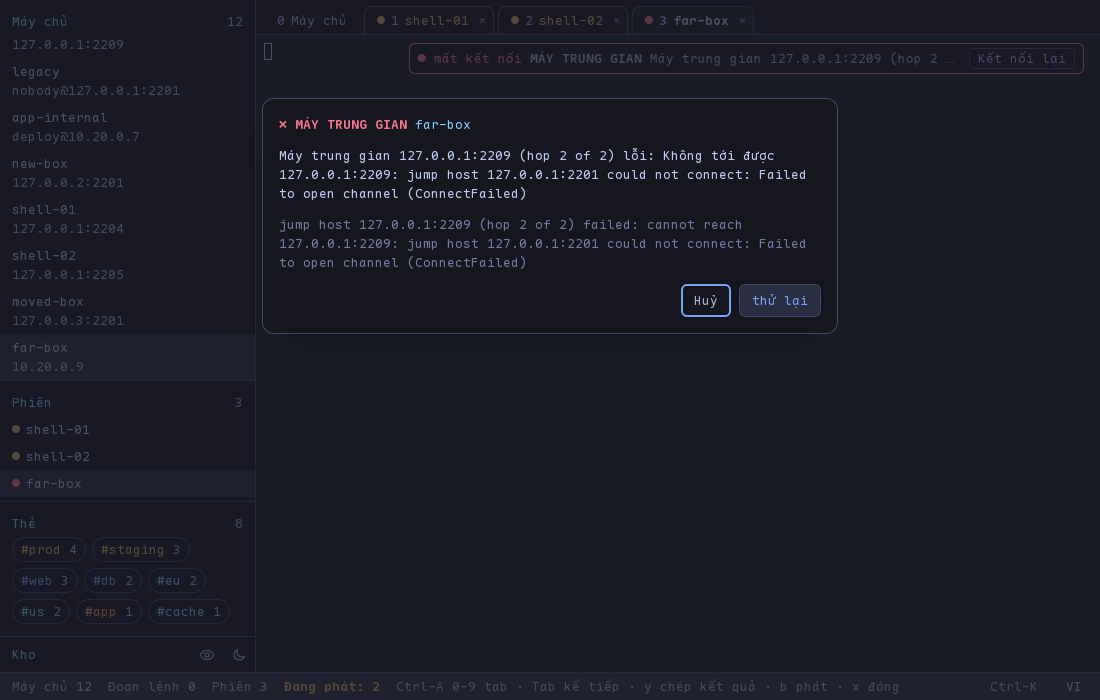 Máy chủ 12
127.0.0.1:2209
legacy
nobody@127.0.0.1:2201
app-internal
deploy@10.20.0.7
new-box
127.0.0.2:2201
shell-01
127.0.0.1:2204
shell-02
127.0.0.1:2205
moved-box
127.0.0.3:2201
far-box
10.20.0.9
Phiên 3
shell-01
shell-02
far-box
Thẻ 8
#prod 4 #staging 3
#web 3 #db 2 #eu 2
#us 2 #app 1 #cache 1
Kho
0 Máy chủ 1 shell-01 × 2 shell-02 × 3 far-box ×
mất kết nối MÁY TRUNG GIAN Máy trung gian 127.0.0.1:2209 (hop 2 … Kết nối lại
× MÁY TRUNG GIAN far-box
Máy trung gian 127.0.0.1:2209 (hop 2 of 2) lỗi: Không tới được
127.0.0.1:2209: jump host 127.0.0.1:2201 could not connect: Failed
to open channel (ConnectFailed)
jump host 127.0.0.1:2209 (hop 2 of 2) failed: cannot reach
127.0.0.1:2209: jump host 127.0.0.1:2201 could not connect: Failed
to open channel (ConnectFailed)
Huỷ thử lại
Máy chủ 12 Đoạn lệnh 0 Phiên 3 Đang phát: 2 Ctrl-A 0-9 tab · Tab kế tiếp · y chép kết quả · b phát · x đóng Ctrl-K VI